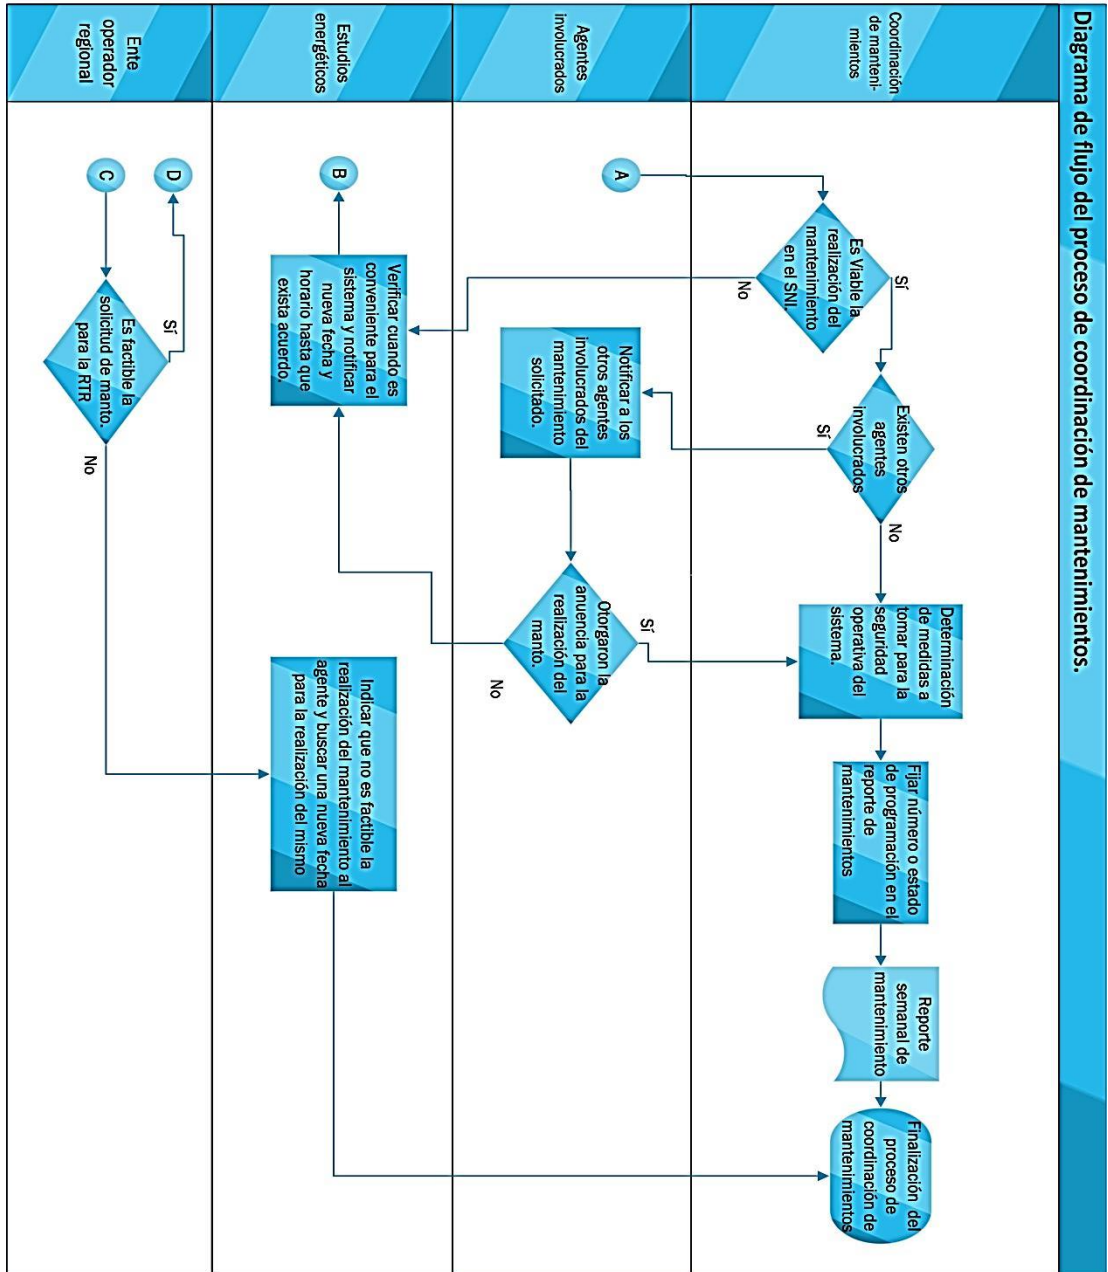 Diagrama de flujo del proceso de coordinación de mantenimientos.
Coordinación
de manteni-
mientos
A
Es Viable la
realización del
mantenimiento
en el SNI.
Sí
No
Existen otros
agentes
involucrados
Sí
No
Determinación
de medidas a
tomar para la
seguridad
operativa del
sistema.
Fijar número o estado
de programación en el
reporte de
mantenimientos
Reporte
semanal de
mantenimiento
Finalización del
proceso de
coordinación de
mantenimientos
Agentes
involucrados
Notificar a los
otros agentes
involucrados del
mantenimiento
solicitado.
Otorgaron la
anuencia para la
realización del
manto.
Sí
No
Estudios
energéticos
B
Verificar cuando es
conveniente para el
sistema y notificar
nueva fecha y
horario hasta que
exista acuerdo.
Indicar que no es factible la
realización del mantenimiento al
agente y buscar una nueva fecha
para la realización del mismo
Ente
operador
regional
D
C
Es factible la
solicitud de manto.
para la RTR
Sí
No